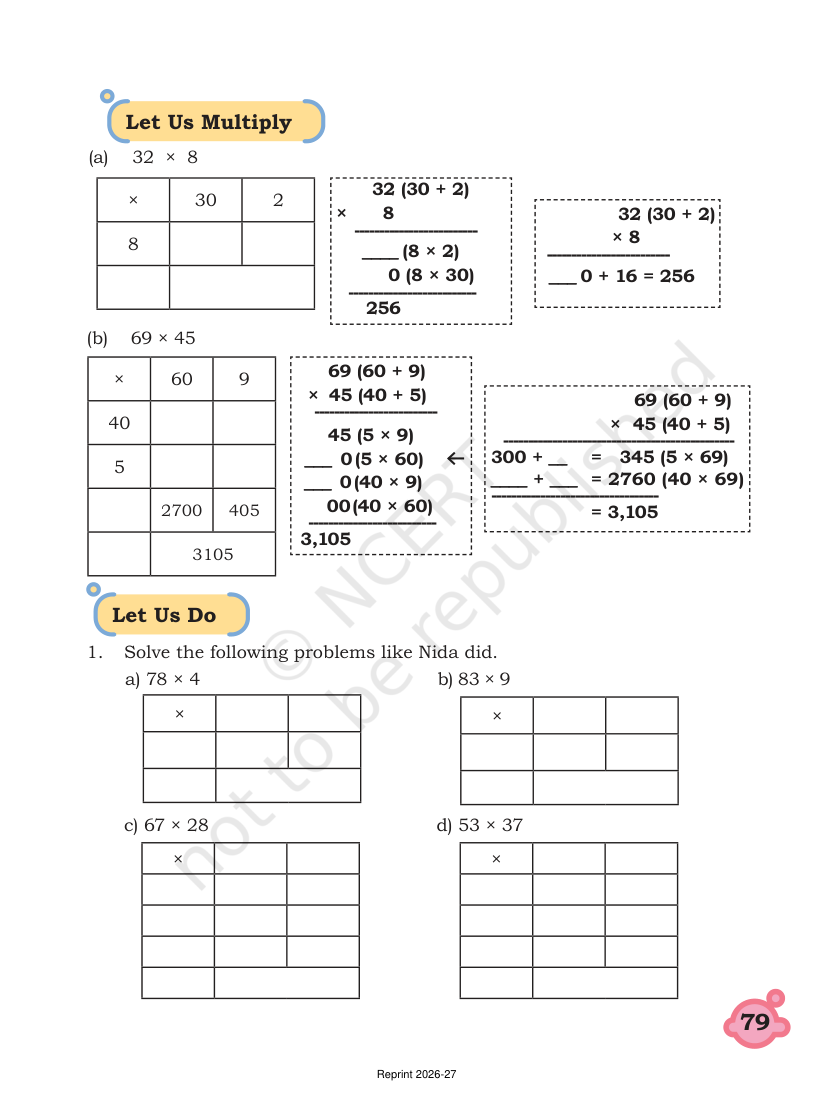 Let Us Multiply
(a) 32 × 8
× 30 2
8
32 (30 + 2)
× 8
____ (8 × 2)
0 (8 × 30)
256
32 (30 + 2)
× 8
___ 0 + 16 = 256
(b) 69 × 45
× 60 9
40
5
2700 405
3105
69 (60 + 9)
× 45 (40 + 5)
45 (5 × 9)
___ 0 (5 × 60) ←
___ 0 (40 × 9)
00 (40 × 60)
3,105
69 (60 + 9)
× 45 (40 + 5)
300 + __ = 345 (5 × 69)
____ + ___ = 2760 (40 × 69)
= 3,105
Let Us Do
1. Solve the following problems like Nida did.
a) 78 × 4
×
b) 83 × 9
×
c) 67 × 28
×
d) 53 × 37
×
© NCERT
not to be republished
79
Reprint 2026-27